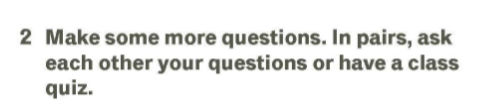 2 Make some more questions. In pairs, ask
each other your questions or have a class
quiz.